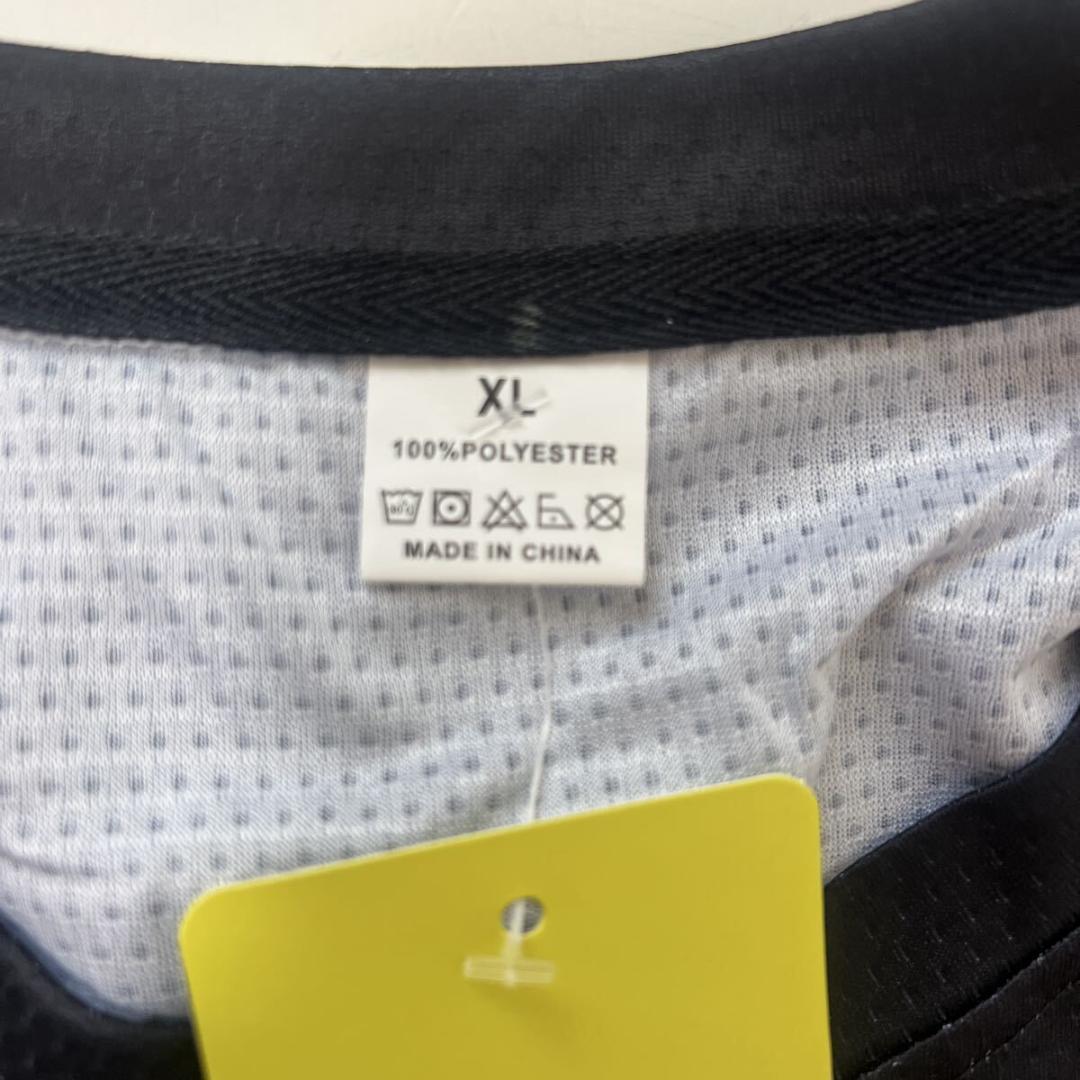 XL
100%POLYESTER
MADE IN CHINA